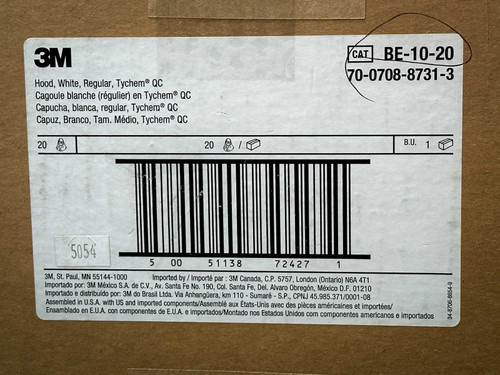 3M
CAT. BE-10-20
70-0708-8731-3
Hood, White, Regular, Tychem® QC
Cagoule blanche (régulier) en Tychem® QC
Capucha, blanca, regular, Tychem® QC
Capuz, Branco, Tam. Médio, Tychem® QC
20 20 / B.U. 1
5054
5 00 51138 72427 1
3M, St. Paul, MN 55144-1000 Imported by / Importé par : 3M Canada, C.P. 5757, London (Ontario) N6A 4T1
Importado por: 3M México S.A. de C.V., Av. Santa Fe No. 190, Col. Santa Fe, Del. Alvaro Obregón, México D.F. 01210
Importado e distribuido por: 3M do Brasil Ltda. Via Anhangüera, km 110 - Sumaré - S.P., CPNJ 45.985.371/0001-08
Assembled in U.S.A. with US and imported components/Assemblé aux États-Unis avec des pièces américaines et importées/
Ensamblado en E.U.A. con componentes de E.U.A. e importados/Montado nos Estados Unidos com componentes americanos e importados
34-8706-8654-9